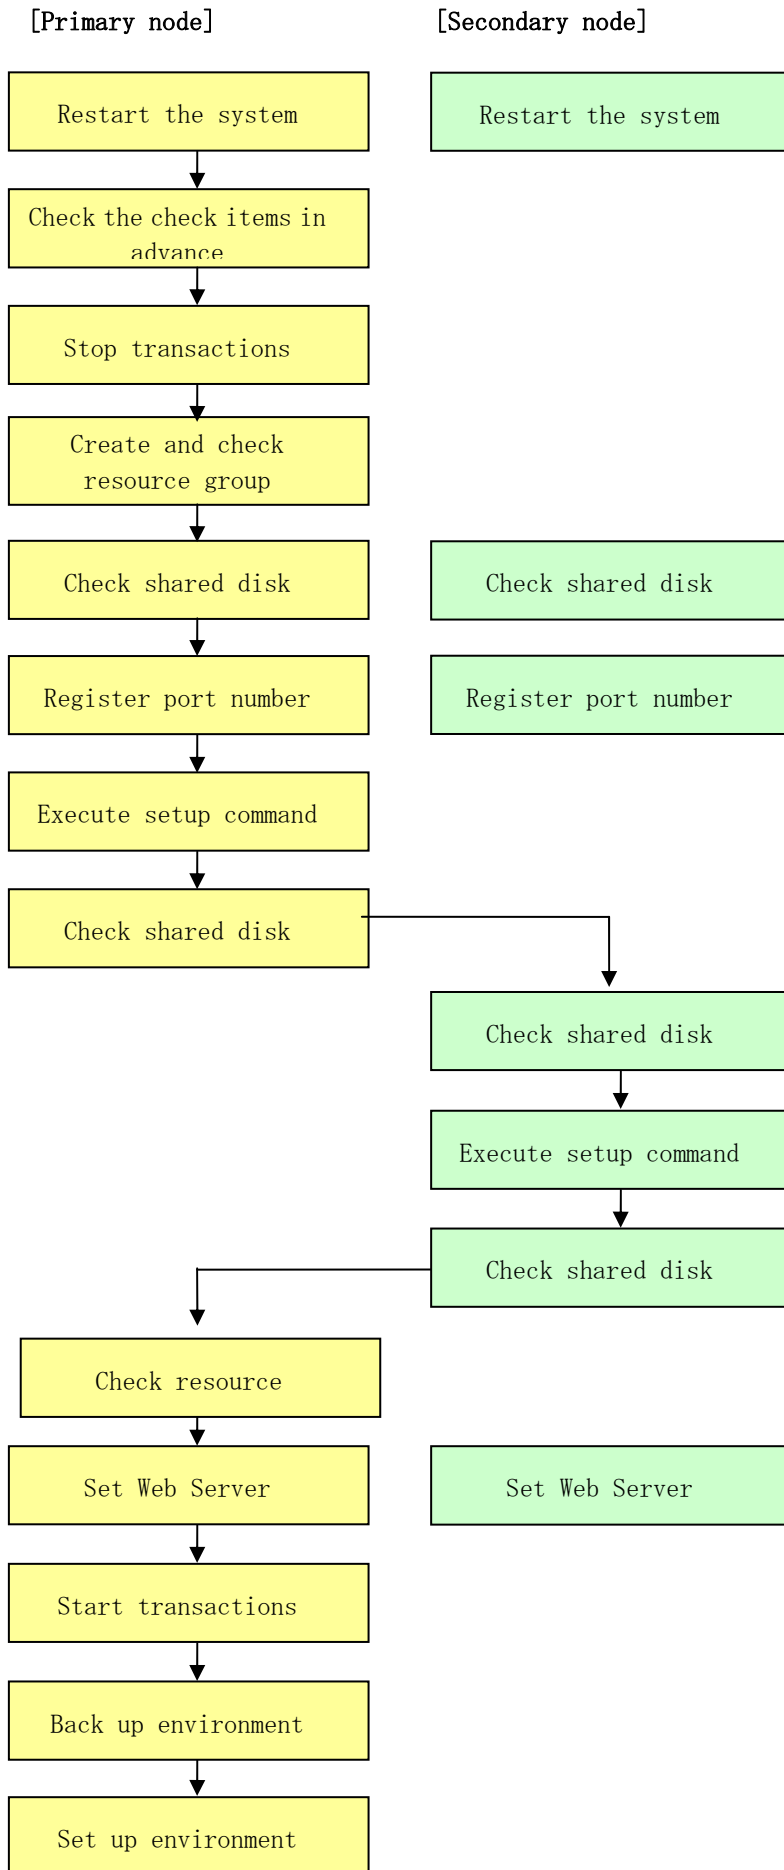 [Primary node] [Secondary node]
Restart the system Restart the system
Check the check items in
advance
Stop transactions
Create and check
resource group
Check shared disk Check shared disk
Register port number Register port number
Execute setup command
Check shared disk
Check shared disk
Execute setup command
Check shared disk
Check resource
Set Web Server Set Web Server
Start transactions
Back up environment
Set up environment